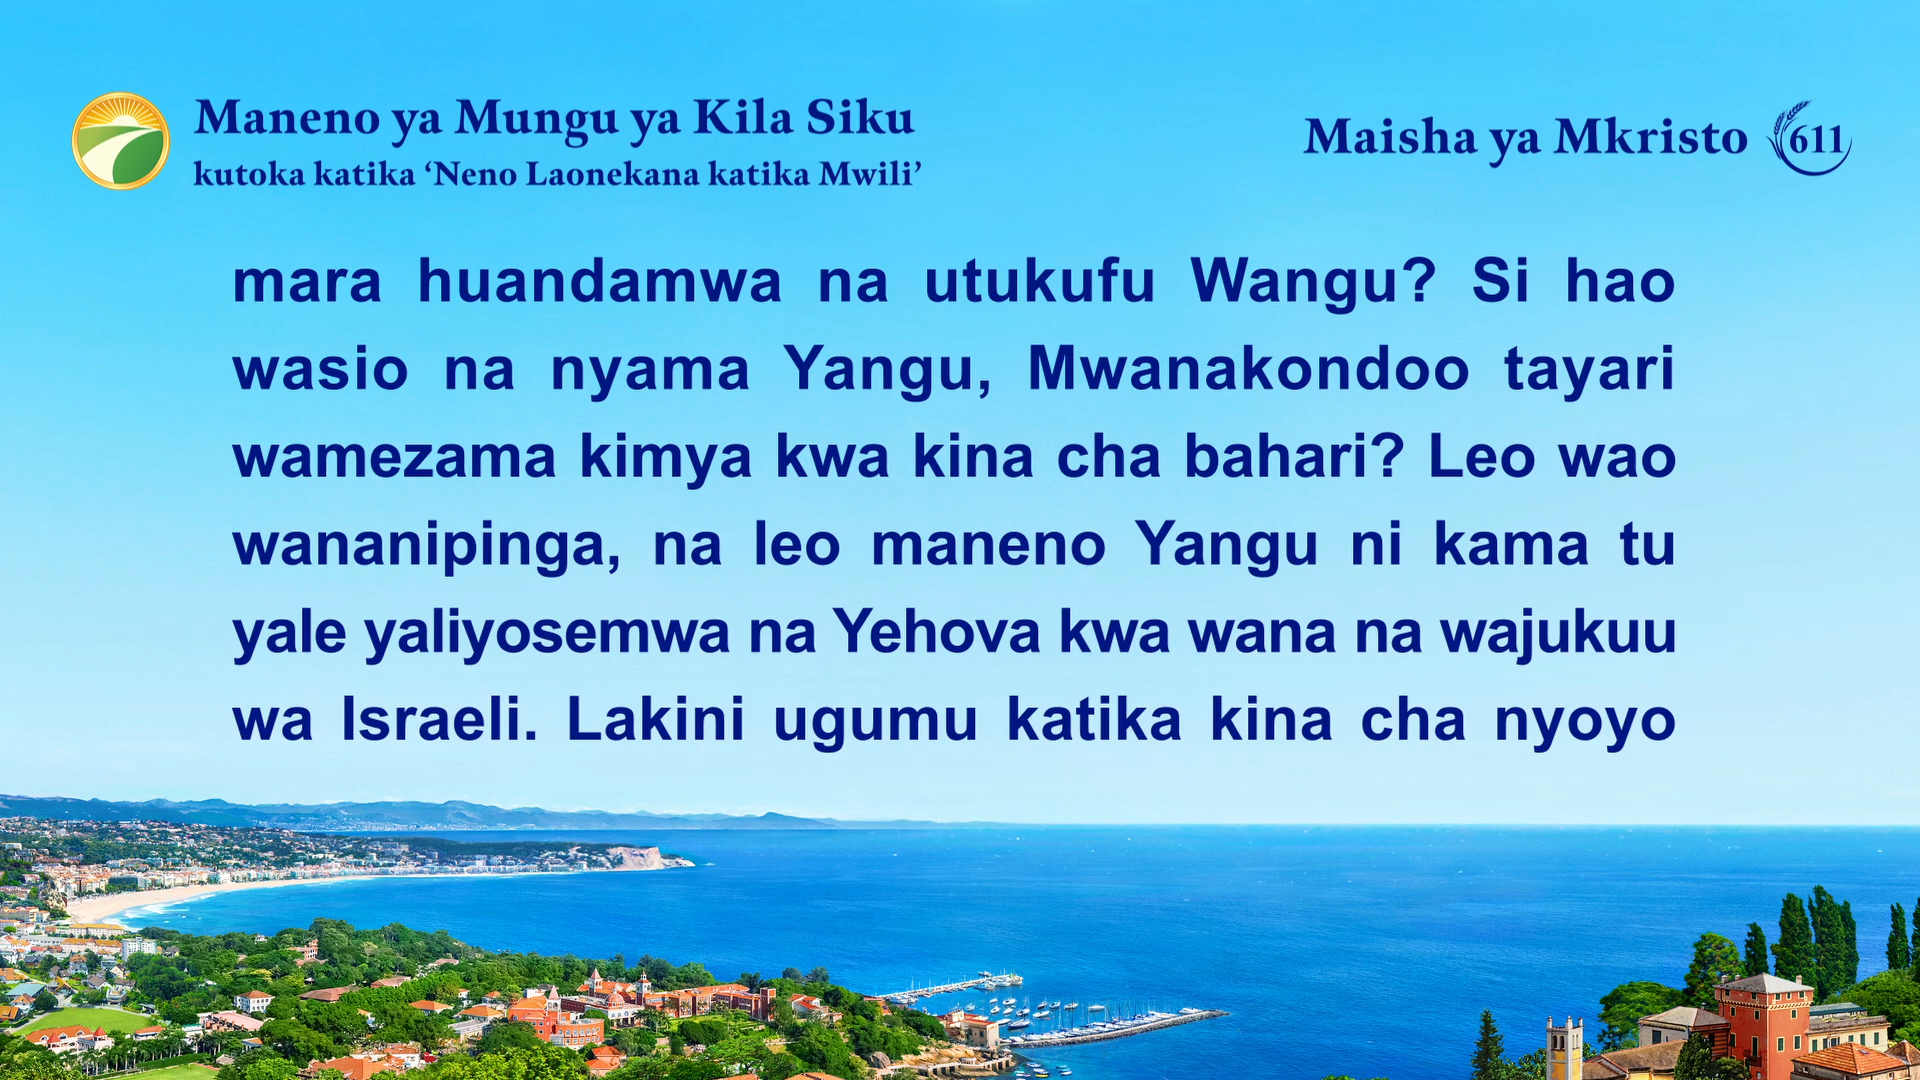 Maneno ya Mungu ya Kila Siku
kutoka katika ‘Neno Laonekana katika Mwili’
Maisha ya Mkristo 611
mara huandamwa na utukufu Wangu? Si hao
wasio na nyama Yangu, Mwanakondoo tayari
wamezama kimya kwa kina cha bahari? Leo wao
wananipinga, na leo maneno Yangu ni kama tu
yale yaliyosemwa na Yehova kwa wana na wajukuu
wa Israeli. Lakini ugumu katika kina cha nyoyo